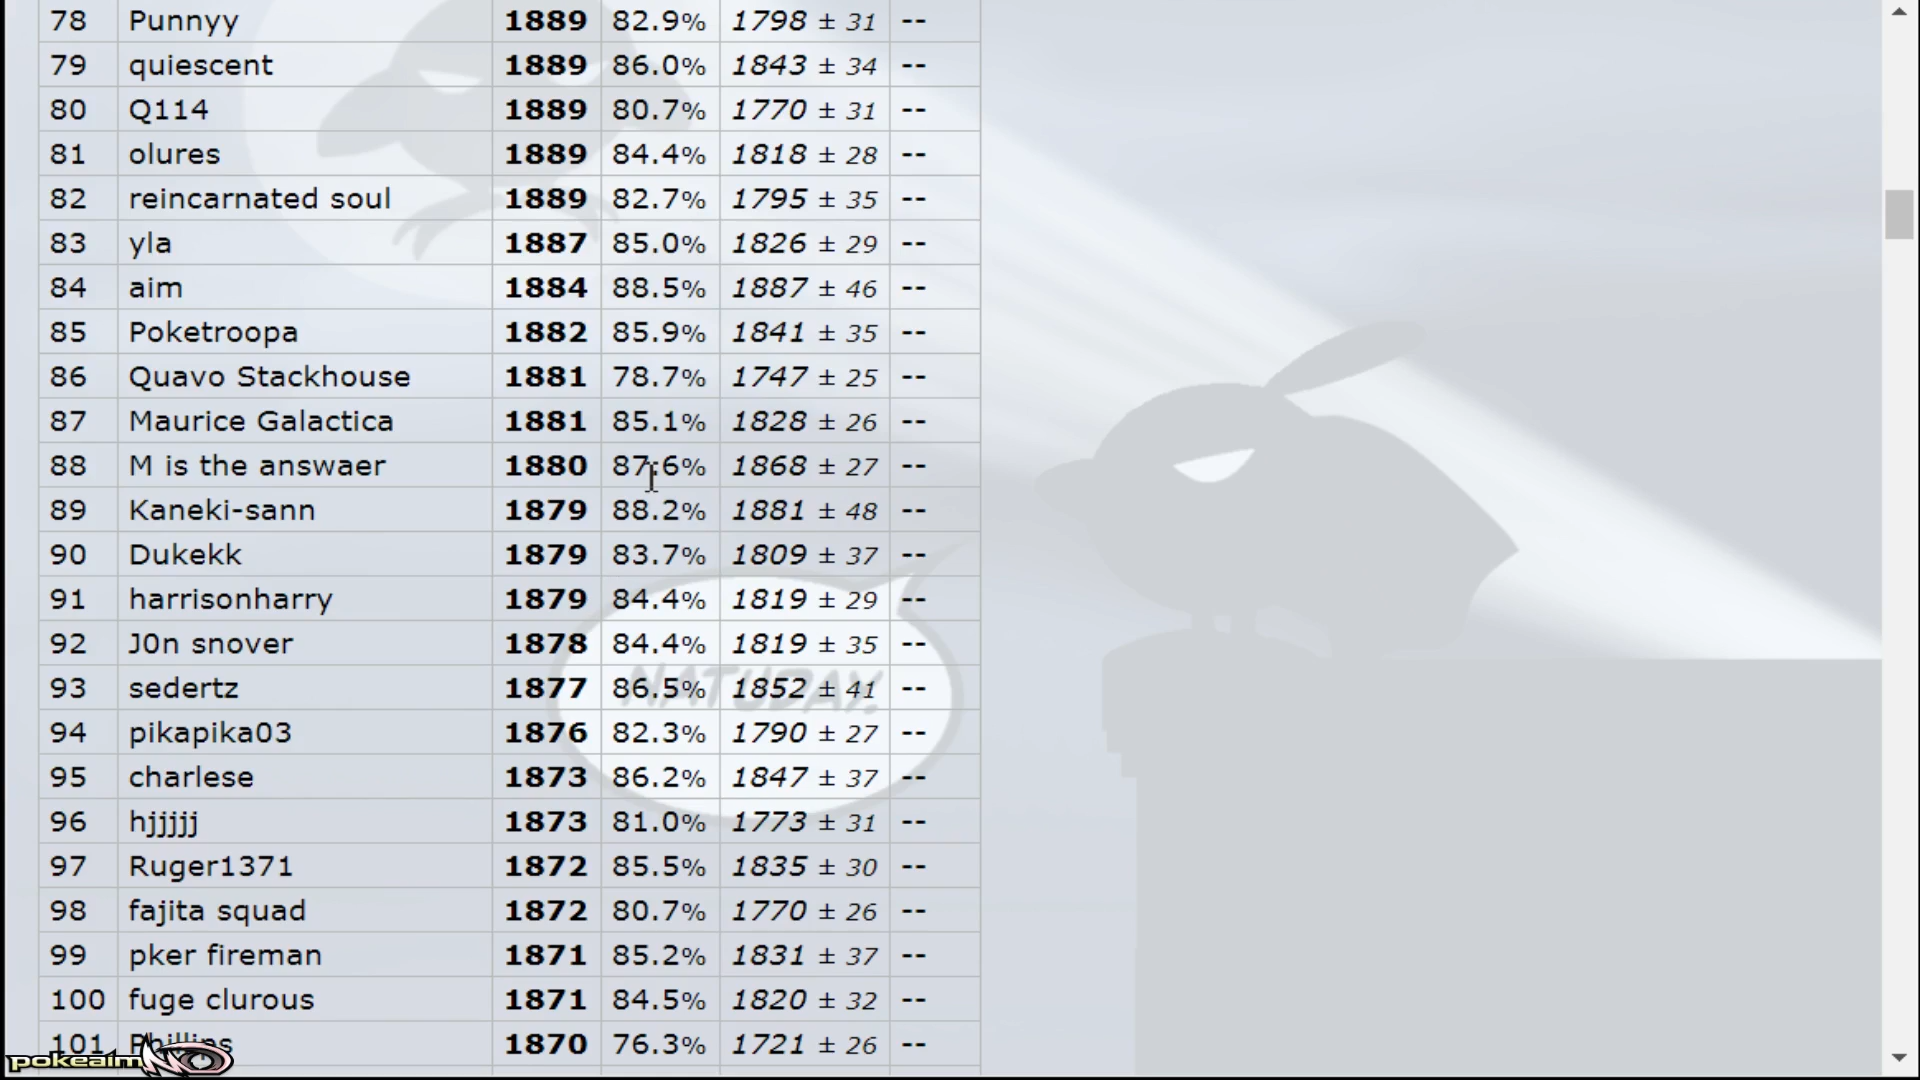 78 Punnyy 1889 82.9% 1798 ± 31 --
79 quiescent 1889 86.0% 1843 ± 34 --
80 Q114 1889 80.7% 1770 ± 31 --
81 olures 1889 84.4% 1818 ± 28 --
82 reincarnated soul 1889 82.7% 1795 ± 35 --
83 yla 1887 85.0% 1826 ± 29 --
84 aim 1884 88.5% 1887 ± 46 --
85 Poketroopa 1882 85.9% 1841 ± 35 --
86 Quavo Stackhouse 1881 78.7% 1747 ± 25 --
87 Maurice Galactica 1881 85.1% 1828 ± 26 --
88 M is the answaer 1880 87.6% 1868 ± 27 --
89 Kaneki-sann 1879 88.2% 1881 ± 48 --
90 Dukekk 1879 83.7% 1809 ± 37 --
91 harrisonharry 1879 84.4% 1819 ± 29 --
92 J0n snover 1878 84.4% 1819 ± 35 --
93 sedertz 1877 86.5% 1852 ± 41 --
NATUDAY.
94 pikapika03 1876 82.3% 1790 ± 27 --
95 charlese 1873 86.2% 1847 ± 37 --
96 hjjjjj 1873 81.0% 1773 ± 31 --
97 Ruger1371 1872 85.5% 1835 ± 30 --
98 fajita squad 1872 80.7% 1770 ± 26 --
99 pker fireman 1871 85.2% 1831 ± 37 --
100 fuge clurous 1871 84.5% 1820 ± 32 --
101 Phillips 1870 76.3% 1721 ± 26 --
pokeaim